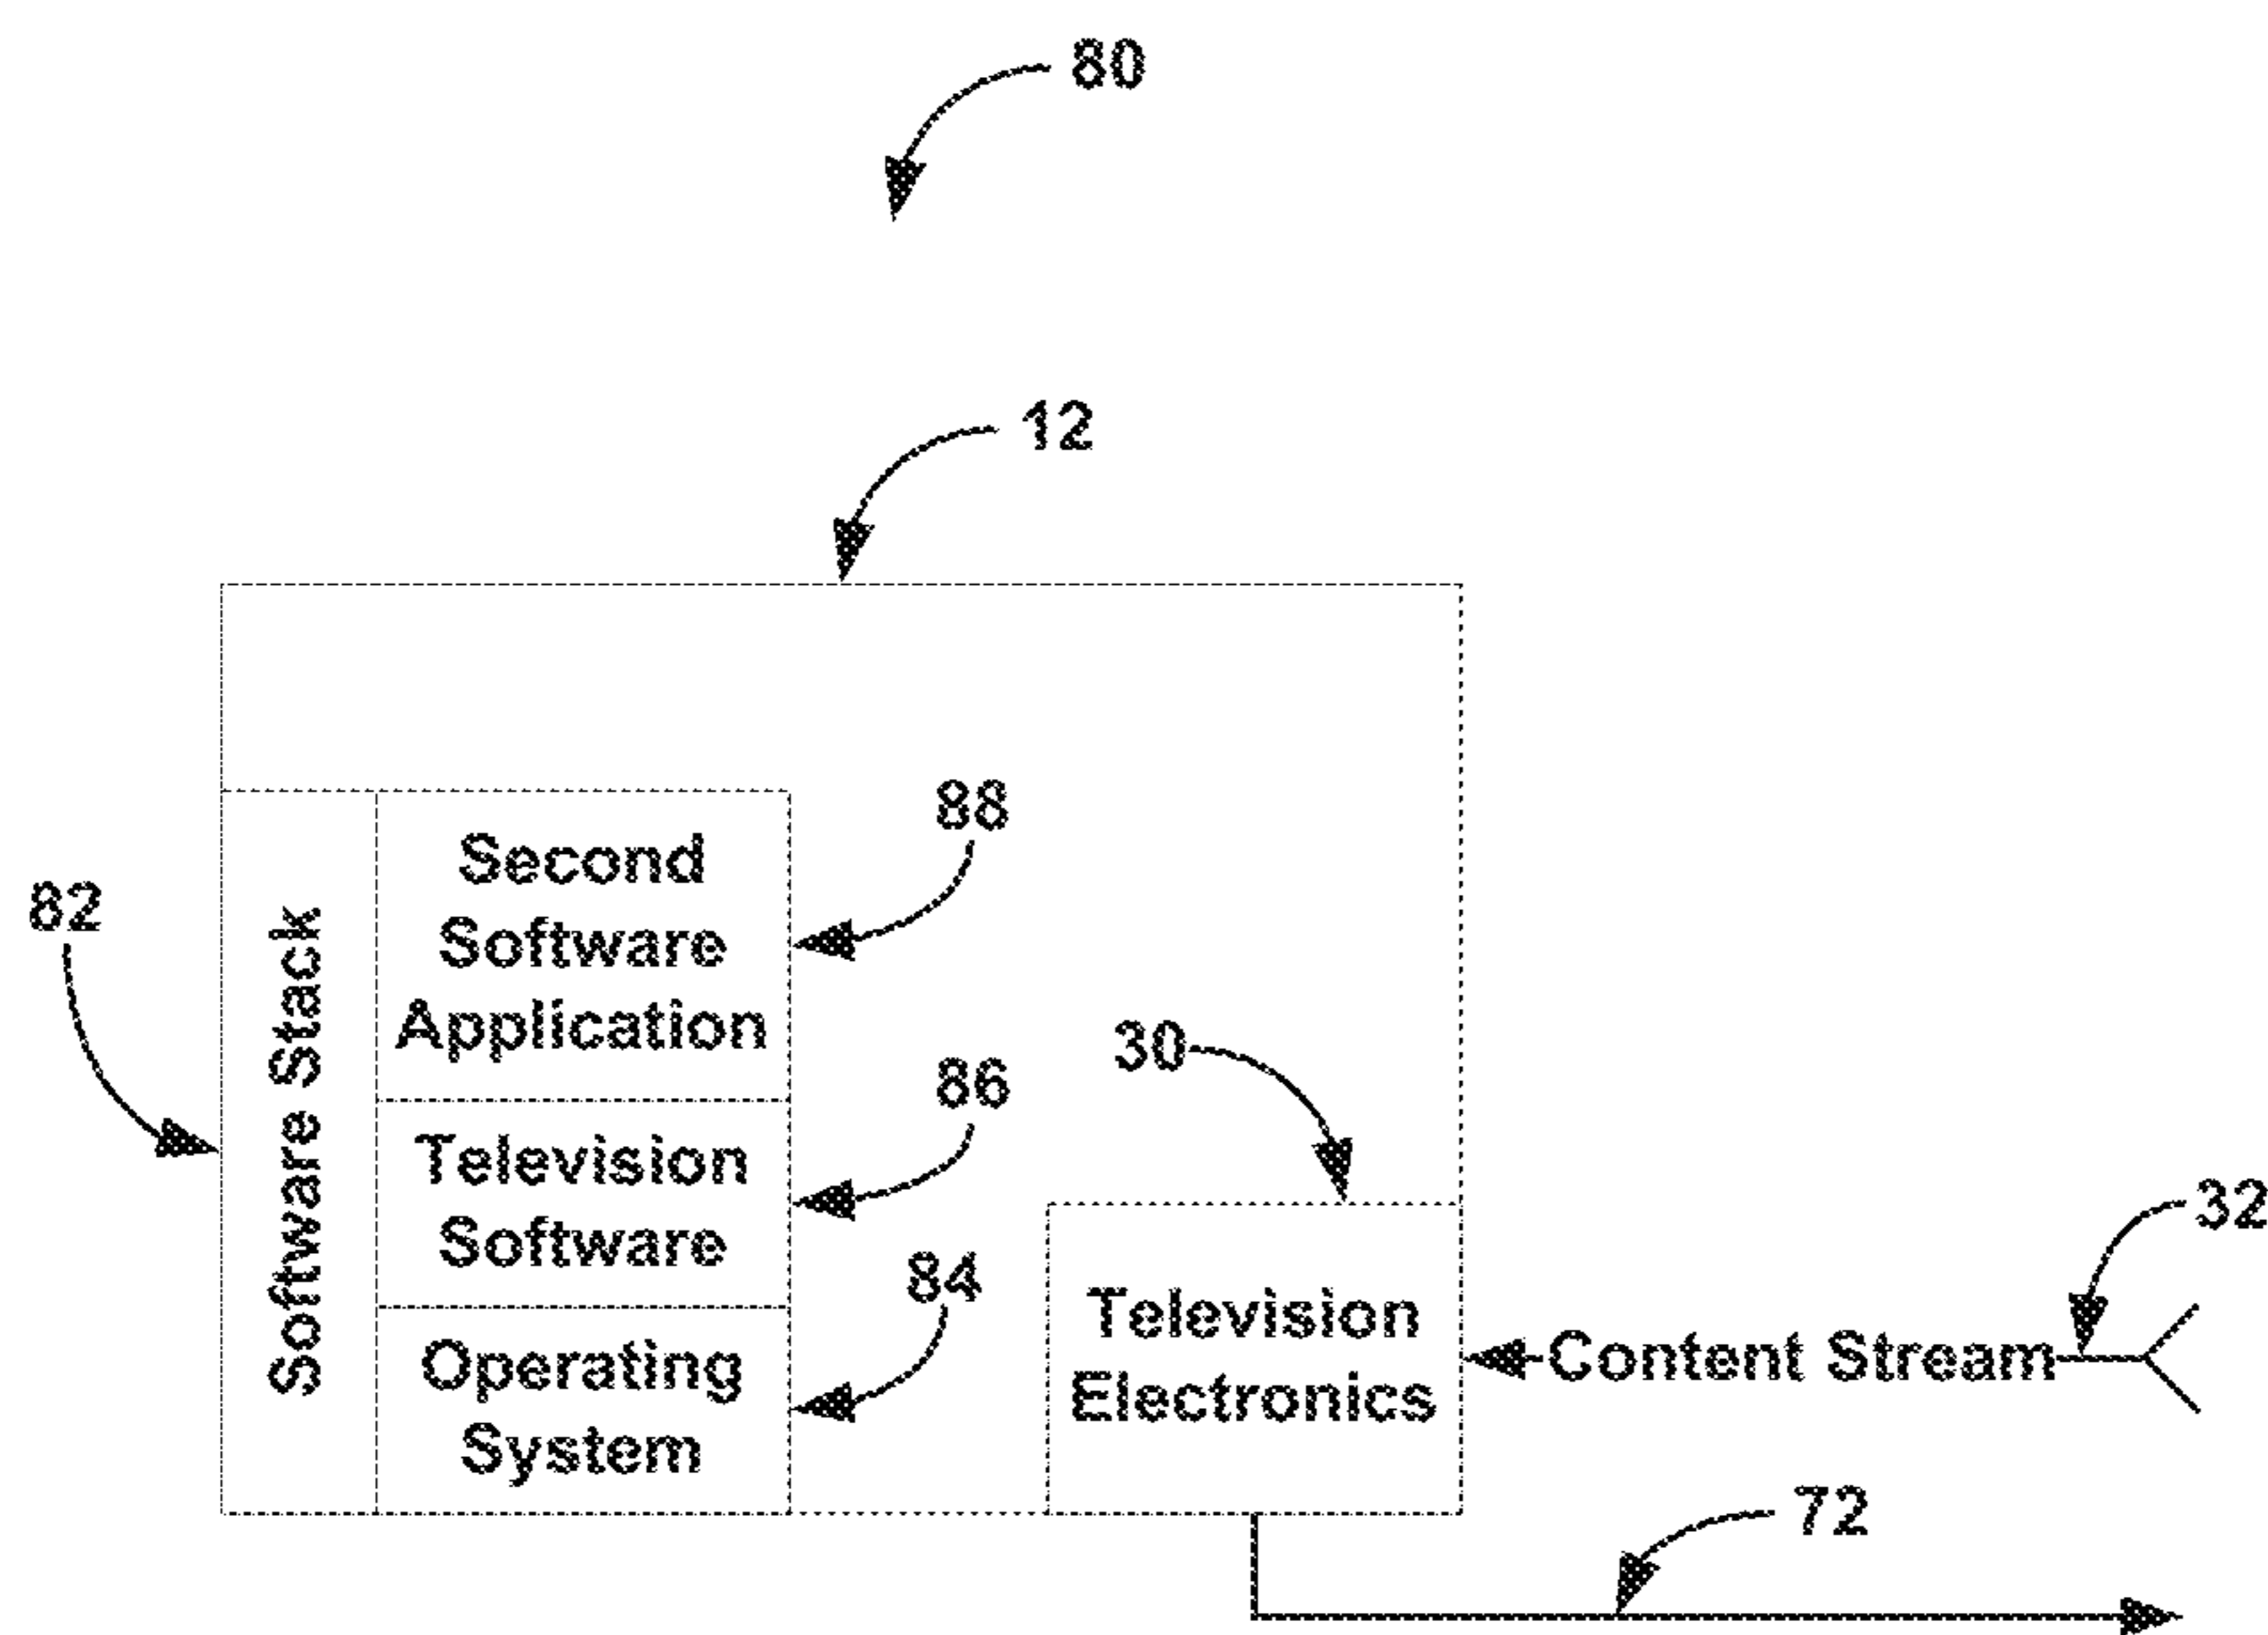 80
12
88
Second
Software
Application
82
Software Stack
30
86
Television
Software
32
84
Television
Electronics
Content Stream
Operating
System
72